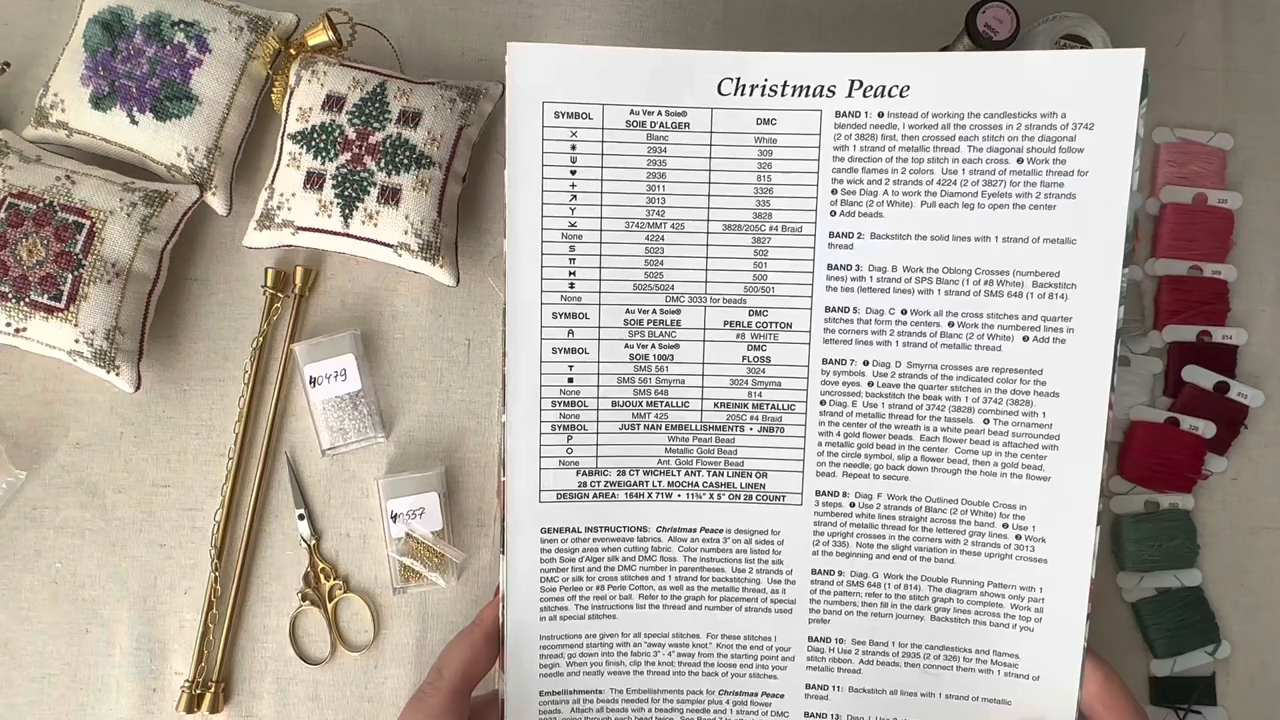 Christmas Peace
SYMBOL Au Ver A Soie® SOIE D'ALGER DMC
X Blanc White
2934 309
2935 326
♥ 2936 815
+ 3011 3326
3013 335
Y 3742 3828
3742/MMT 425 3828/205C #4 Braid
None 4224 3827
S 5023 502
π 5024 501
5025 500
5025/5024 500/501
None DMC 3033 for beads
SYMBOL Au Ver A Soie® SOIE PERLEE DMC PERLE COTTON
A SPS BLANC #8 WHITE
SYMBOL Au Ver A Soie® SOIE 100/3 DMC FLOSS
T SMS 561 3024
■ SMS 561 Smyrna 3024 Smyrna
None SMS 648 814
SYMBOL BIJOUX METALLIC KREINIK METALLIC
None MMT 425 205C #4 Braid
SYMBOL JUST NAN EMBELLISHMENTS • JNB70
P White Pearl Bead
O Metallic Gold Bead
None Ant. Gold Flower Bead
FABRIC: 28 CT WICHELT ANT. TAN LINEN OR
28 CT ZWEIGART LT. MOCHA CASHEL LINEN
DESIGN AREA: 164H X 71W • 11¾" X 5" ON 28 COUNT
GENERAL INSTRUCTIONS: Christmas Peace is designed for
linen or other evenweave fabrics. Allow an extra 3" on all sides of
the design area when cutting fabric. Color numbers are listed for
both Soie d'Alger silk and DMC floss. The instructions list the silk
number first and the DMC number in parentheses. Use 2 strands of
DMC or silk for cross stitches and 1 strand for backstitching. Use the
Soie Perlee or #8 Perle Cotton, as well as the metallic thread, as it
comes off the reel or ball. Refer to the graph for placement of special
stitches. The Instructions list the thread and number of strands used
in all special stitches.
Instructions are given for all special stitches. For these stitches I
recommend starting with an "away waste knot." Knot the end of your
thread; go down into the fabric 3" - 4" away from the starting point and
begin. When you finish, clip the knot; thread the loose end into your
needle and neatly weave the thread into the back of your stitches.
Embellishments: The Embellishments pack for Christmas Peace
contains all the beads needed for the sampler plus 4 gold flower
beads. Attach all beads with a beading needle and 1 strand of DMC
BAND 1: ❶ Instead of working the candlesticks with a
blended needle, I worked all the crosses in 2 strands of 3742
(2 of 3828) first, then crossed each stitch on the diagonal
with 1 strand of metallic thread. The diagonal should follow
the direction of the top stitch in each cross. ❷ Work the
candle flames in 2 colors. Use 1 strand of metallic thread for
the wick and 2 strands of 4224 (2 of 3827) for the flame.
❸ See Diag. A to work the Diamond Eyelets with 2 strands
of Blanc (2 of White). Pull each leg to open the center
❹ Add beads.
BAND 2: Backstitch the solid lines with 1 strand of metallic
thread.
BAND 3: Diag. B Work the Oblong Crosses (numbered
lines) with 1 strand of SPS Blanc (1 of #8 White) Backstitch
the ties (lettered lines) with 1 strand of SMS 648 (1 of 814).
BAND 5: Diag. C ❶ Work all the cross stitches and quarter
stitches that form the centers. ❷ Work the numbered lines in
the corners with 2 strands of Blanc (2 of White) ❸ Add the
lettered lines with 1 strand of metallic thread.
BAND 7: ❶ Diag. D Smyrna crosses are represented
by symbols. Use 2 strands of the indicated color for the
dove eyes. ❷ Leave the quarter stitches in the dove heads
uncrossed; backstitch the beak with 1 of 3742 (3828).
❸ Diag. E Use 1 strand of 3742 (3828) combined with 1
strand of metallic thread for the tassels. ❹ The ornament
in the center of the wreath is a white pearl bead surrounded
with 4 gold flower beads. Each flower bead is attached with
a metallic gold bead in the center. Come up in the center
of the circle symbol, slip a flower bead, then a gold bead,
on the needle; go back down through the hole in the flower
bead. Repeat to secure.
BAND 8: Diag. F Work the Outlined Double Cross in
3 steps. ❶ Use 2 strands of Blanc (2 of White) for the
numbered white lines straight across the band. ❷ Use 1
strand of metallic thread for the lettered gray lines. ❸ Work
the upright crosses in the corners with 2 strands of 3013
(2 of 335). Note the slight variation in these upright crosses
at the beginning and end of the band.
BAND 9: Diag. G Work the Double Running Pattern with 1
strand of SMS 648 (1 of 814). The diagram shows only part
of the pattern; refer to the stitch graph to complete. Work all
the numbers; then fill in the dark gray lines across the top of
the band on the return journey. Backstitch this band if you
prefer
BAND 10: See Band 1 for the candlesticks and flames.
Diag. H Use 2 strands of 2935 (2 of 326) for the Mosaic
stitch ribbon. Add beads; then connect them with 1 strand of
metallic thread.
BAND 11: Backstitch all lines with 1 strand of metallic
thread.
BAND 13:
40479
40557
205C
335
309
814
815
326
502